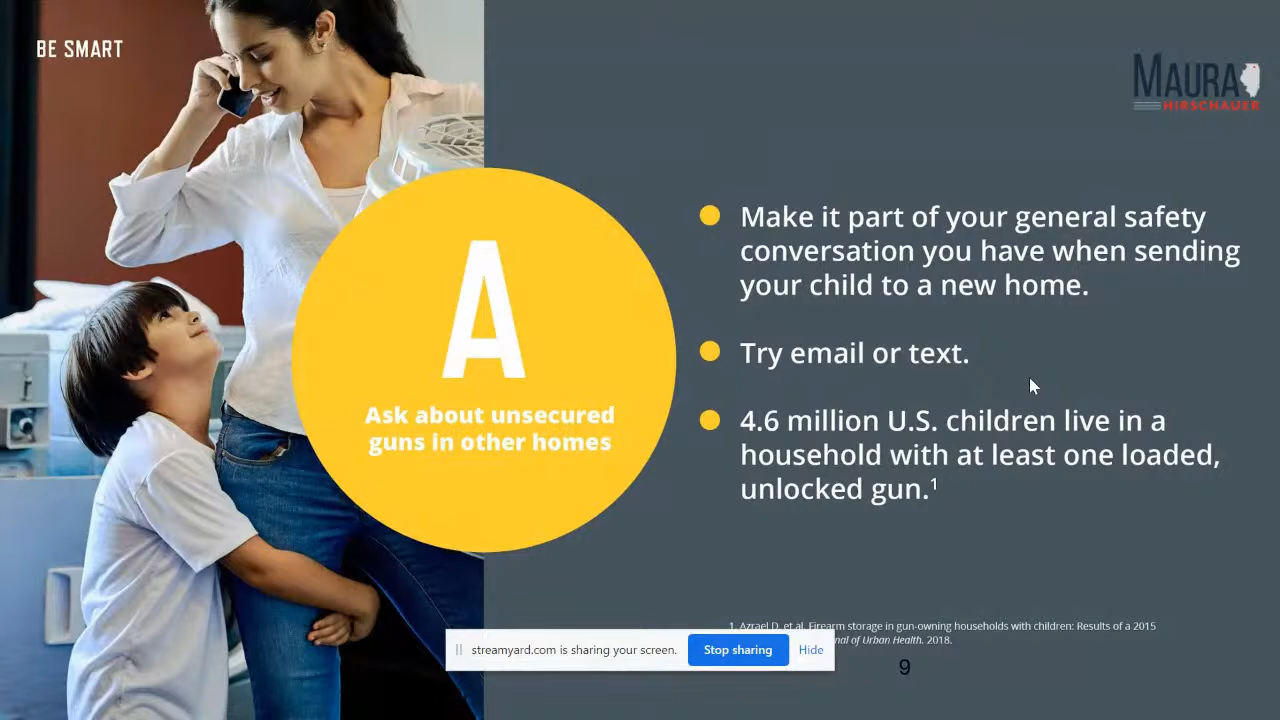 BE SMART
MAURA
HIRSCHAUER
A
Ask about unsecured
guns in other homes
Make it part of your general safety
conversation you have when sending
your child to a new home.
Try email or text.
4.6 million U.S. children live in a
household with at least one loaded,
unlocked gun.¹
1. Azrael D, et al. Firearm storage in gun-owning households with children: Results of a 2015
of Urban Health. 2018.
streamyard.com is sharing your screen.
Stop sharing
Hide
9